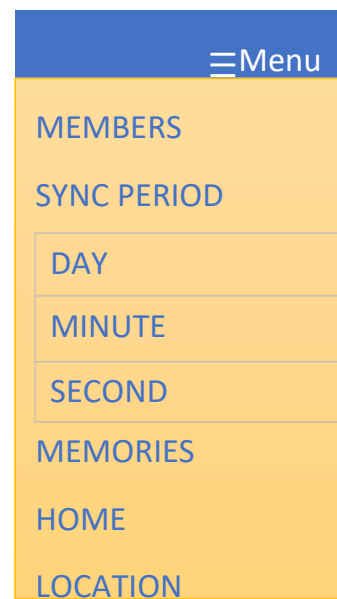 ☰Menu
MEMBERS
SYNC PERIOD
DAY
MINUTE
SECOND
MEMORIES
HOME
LOCATION